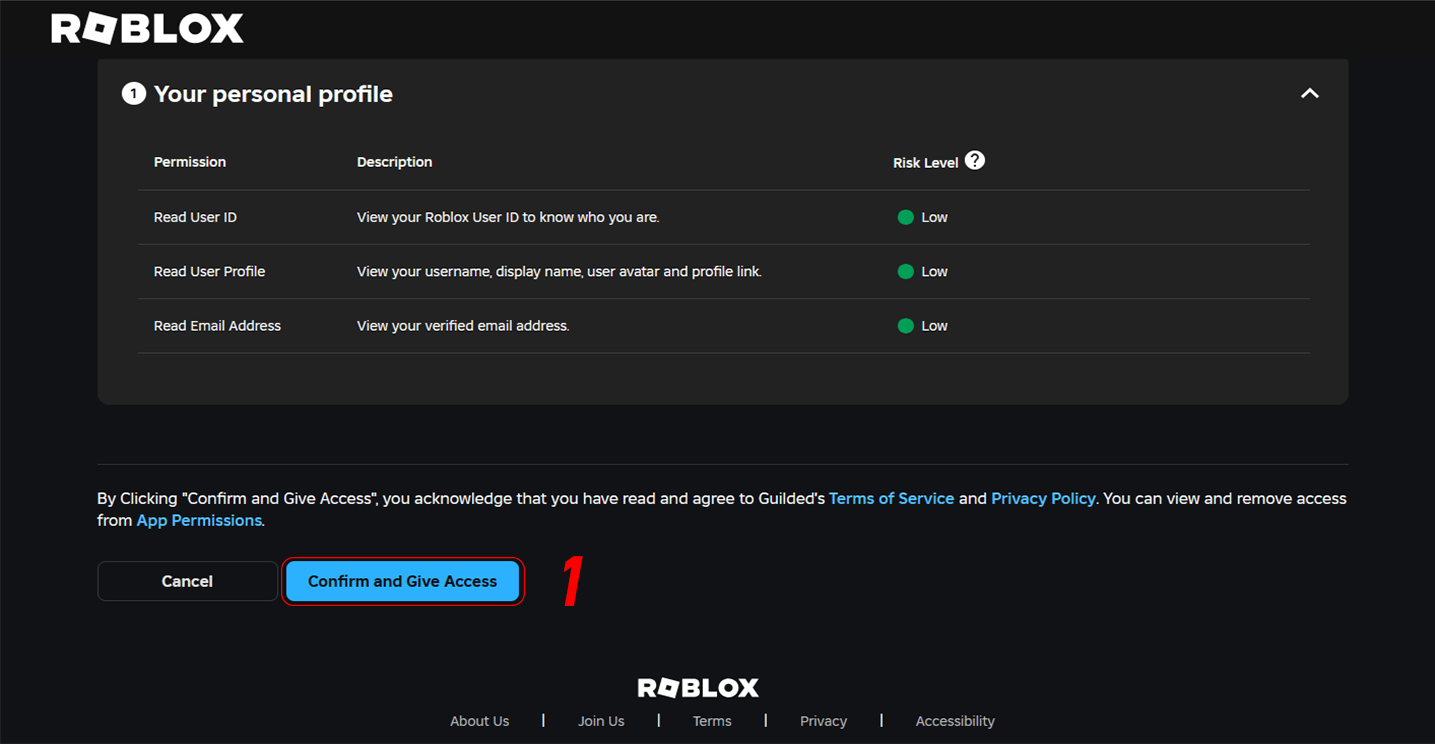 ROBLOX
1 Your personal profile
Permission Description Risk Level ?
Read User ID View your Roblox User ID to know who you are. Low
Read User Profile View your username, display name, user avatar and profile link. Low
Read Email Address View your verified email address. Low
By Clicking "Confirm and Give Access", you acknowledge that you have read and agree to Guilded's Terms of Service and Privacy Policy. You can view and remove access
from App Permissions.
Cancel Confirm and Give Access 1
ROBLOX
About Us | Join Us | Terms | Privacy | Accessibility